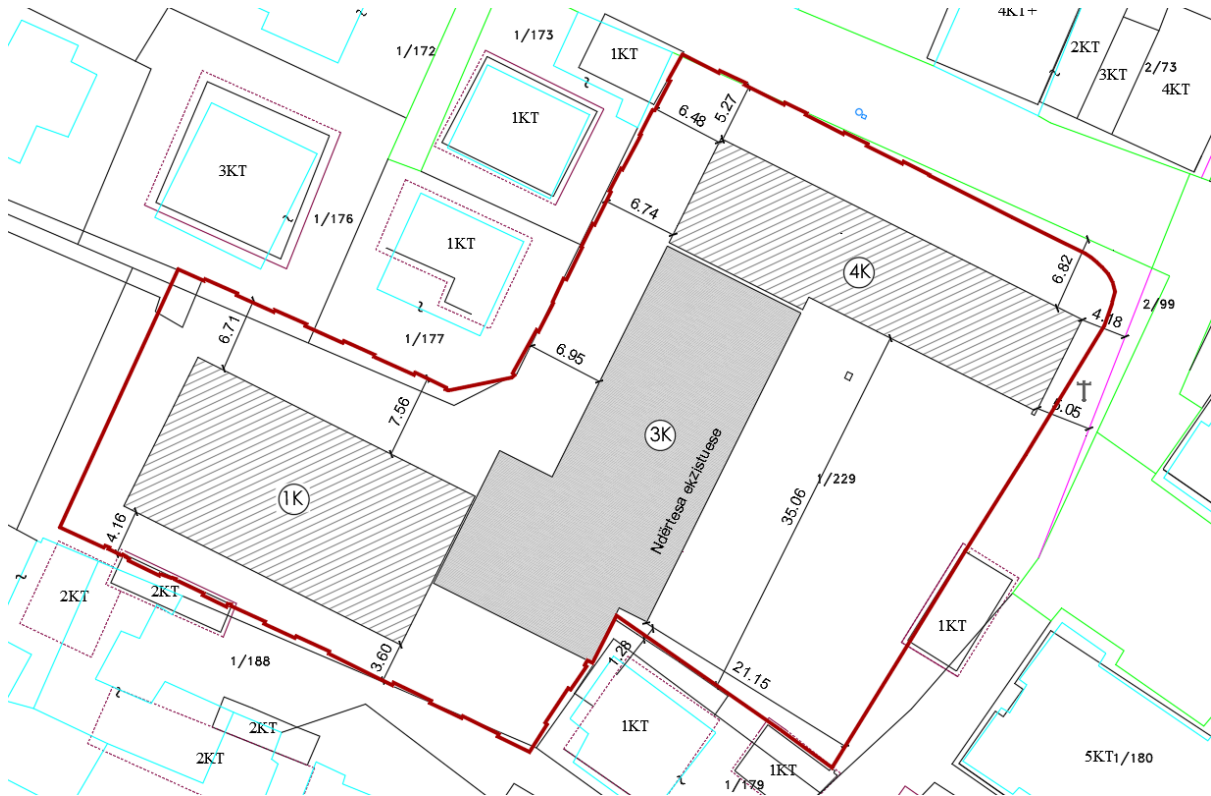 4KT+
1/173
1/172
1KT
2KT
2/73
3KT
4KT
1KT
6.48
5.27
3KT
1/176
1KT
6.74
4K
6.82
2/99
4.18
6.71
1/177
6.95
7.56
5.05
3K
1K
Ndërtesa ekzistuese
1/229
35.06
4.16
2KT
2KT
1KT
1/188
3.60
1.28
21.15
2KT
1KT
2KT
1KT
1/179
5KT
1/180